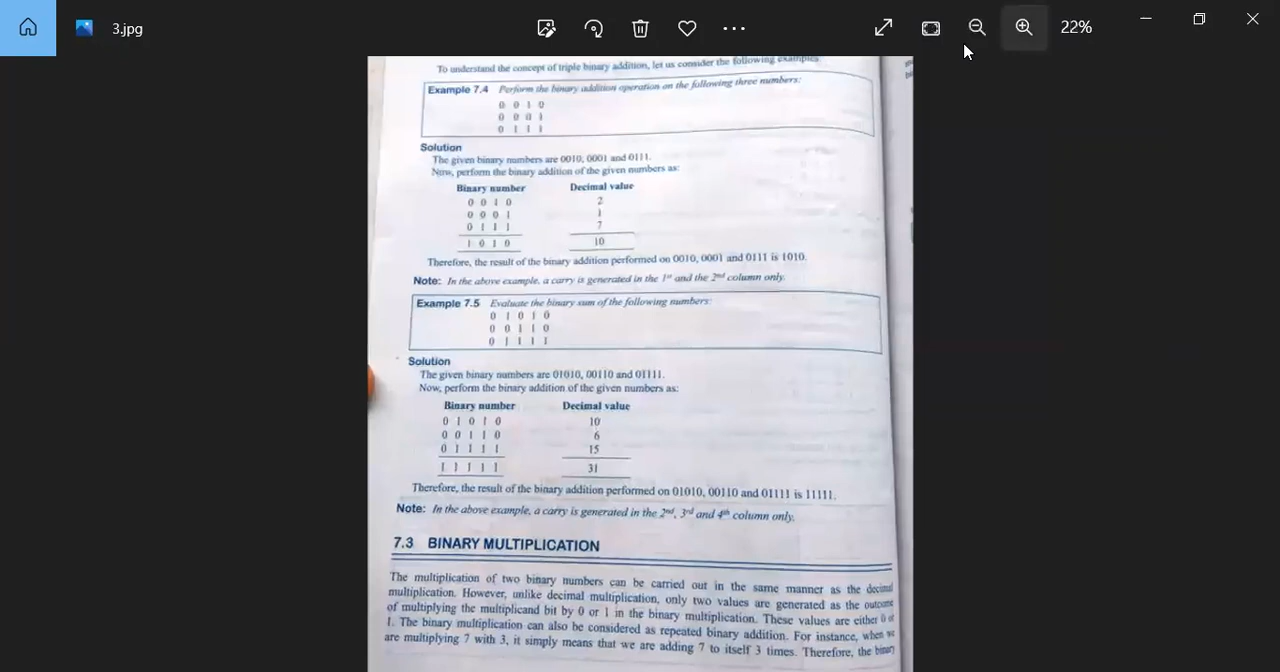 3.jpg
22%
To understand the concept of triple binary addition, let us consider the following examples:
Example 7.4 Perform the binary addition operation on the following three numbers:
0 0 1 0
0 0 0 1
0 1 1 1
Solution
The given binary numbers are 0010, 0001 and 0111.
Now, perform the binary addition of the given numbers as:
Binary number Decimal value
0 0 1 0 2
0 0 0 1 1
0 1 1 1 7
1 0 1 0 10
Therefore, the result of the binary addition performed on 0010, 0001 and 0111 is 1010.
Note: In the above example, a carry is generated in the 1st and the 2nd column only.
Example 7.5 Evaluate the binary sum of the following numbers:
0 1 0 1 0
0 0 1 1 0
0 1 1 1 1
Solution
The given binary numbers are 01010, 00110 and 01111.
Now, perform the binary addition of the given numbers as:
Binary number Decimal value
0 1 0 1 0 10
0 0 1 1 0 6
0 1 1 1 1 15
1 1 1 1 1 31
Therefore, the result of the binary addition performed on 01010, 00110 and 01111 is 11111.
Note: In the above example, a carry is generated in the 2nd, 3rd and 4th column only.
7.3 BINARY MULTIPLICATION
The multiplication of two binary numbers can be carried out in the same manner as the decimal
multiplication. However, unlike decimal multiplication, only two values are generated as the outcome
of multiplying the multiplicand bit by 0 or 1 in the binary multiplication. These values are either 0 or
1. The binary multiplication can also be considered as repeated binary addition. For instance, when we
are multiplying 7 with 3, it simply means that we are adding 7 to itself 3 times. Therefore, the binary